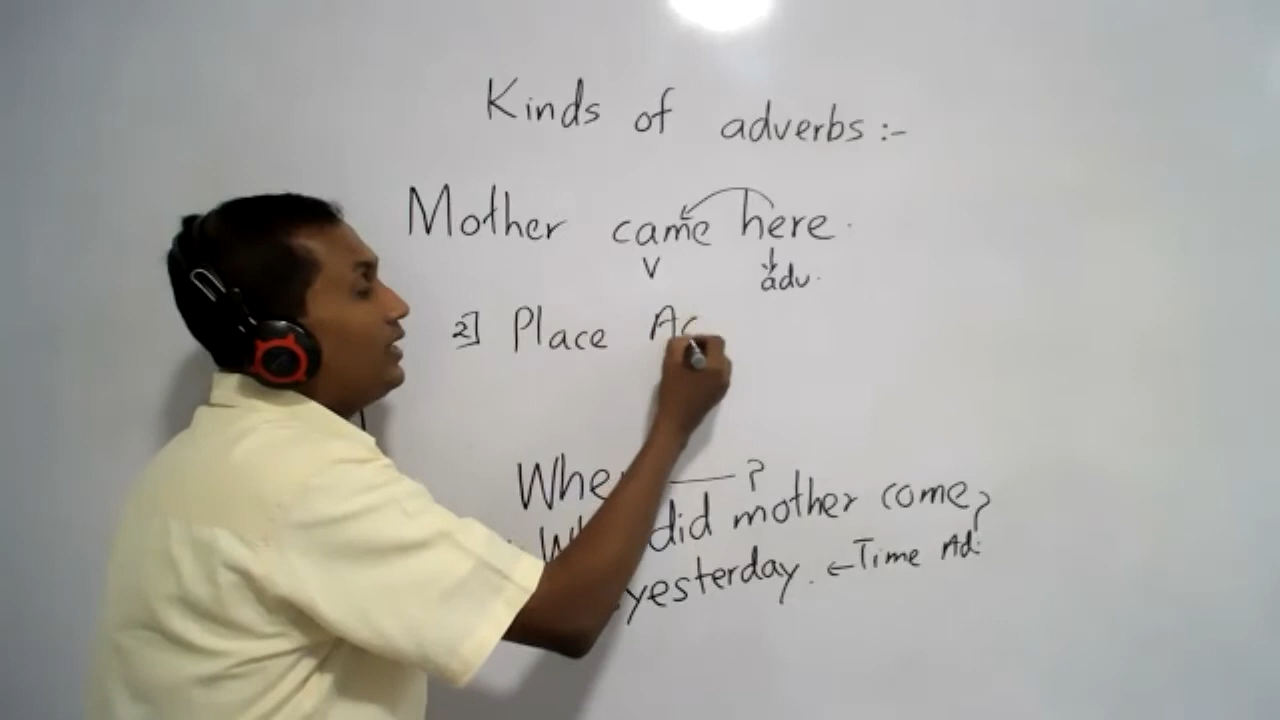 Kinds of adverbs :-
Mother came here.
V adv.
2] Place
?
did mother come?
yesterday. ← Time Ad.